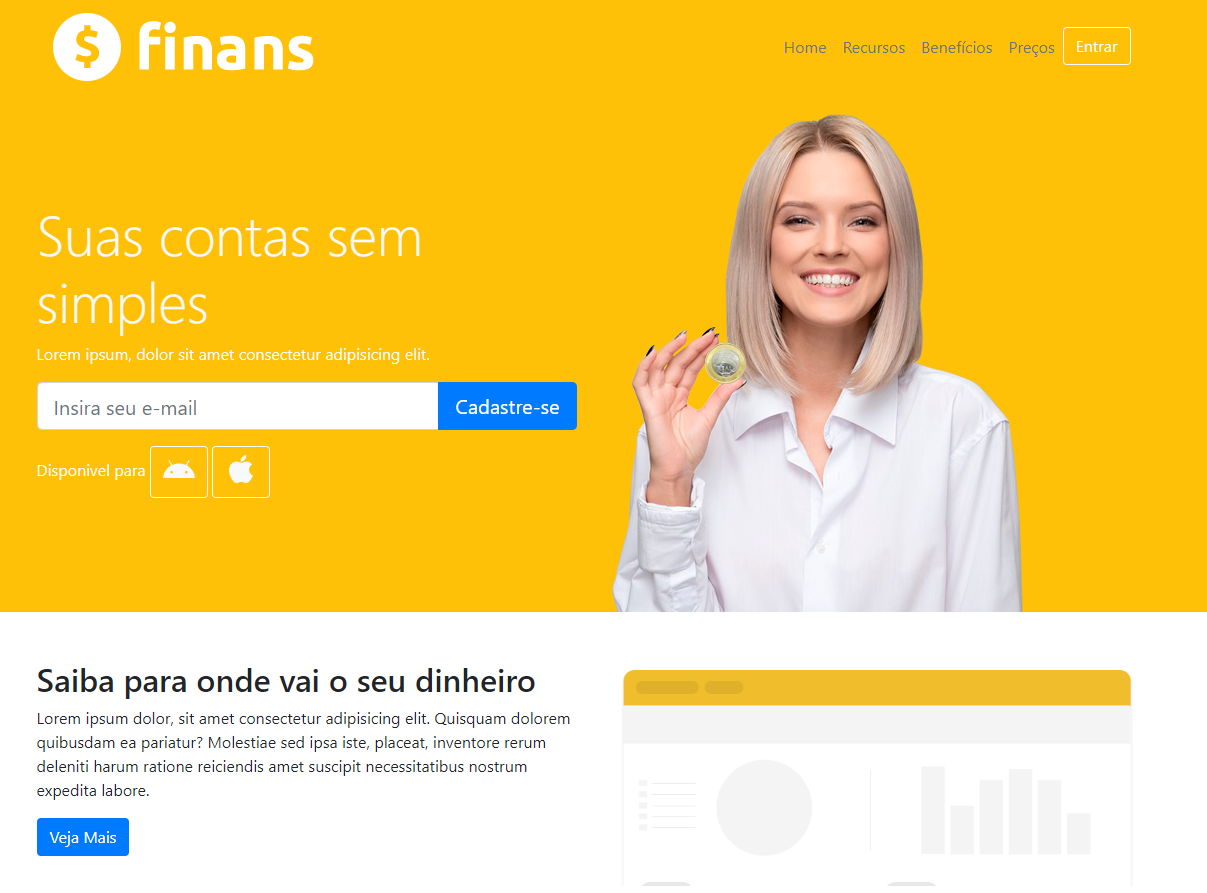 $ finans
Home Recursos Benefícios Preços Entrar
Suas contas sem
simples
Lorem ipsum, dolor sit amet consectetur adipisicing elit.
Insira seu e-mail Cadastre-se
Disponivel para
Saiba para onde vai o seu dinheiro
Lorem ipsum dolor, sit amet consectetur adipisicing elit. Quisquam dolorem
quibusdam ea pariatur? Molestiae sed ipsa iste, placeat, inventore rerum
deleniti harum ratione reiciendis amet suscipit necessitatibus nostrum
expedita labore.
Veja Mais